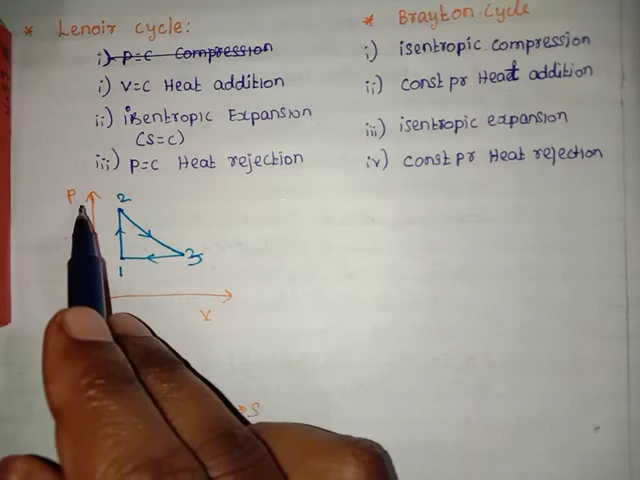 * Lenoir cycle:
i) p=c Compression
i) V=c Heat addition
ii) isentropic Expansion
(s=c)
iii) p=c Heat rejection
* Brayton Cycle
i) isentropic compression
ii) const pr Heat addition
iii) isentropic expansion
iv) const pr Heat rejection
P
2
1
3
V
S